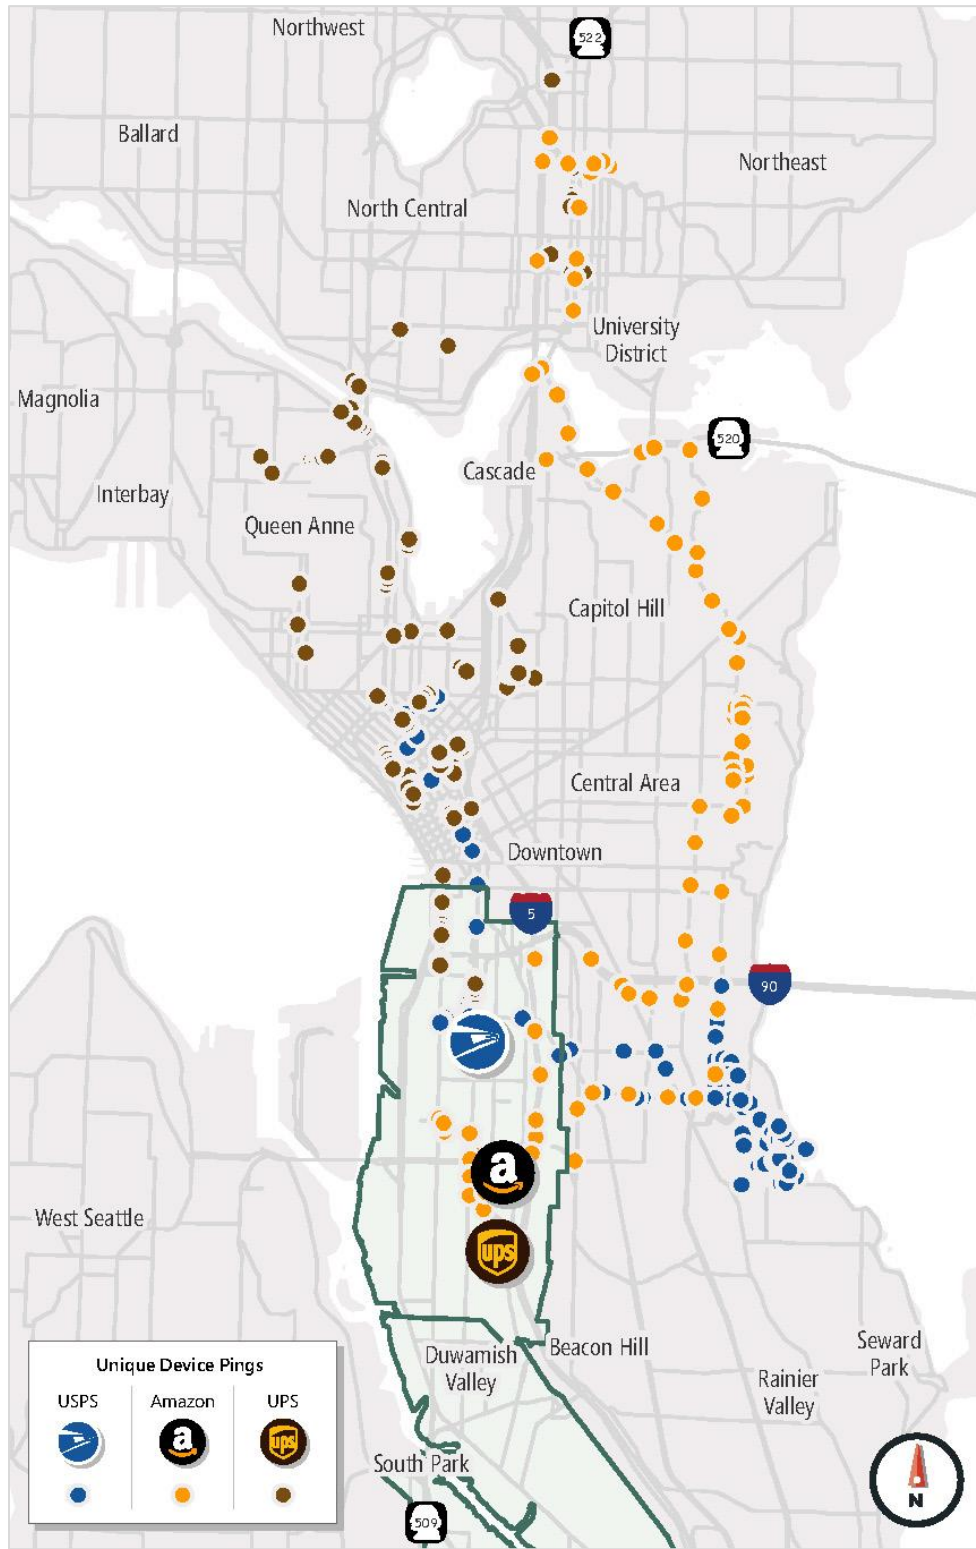 Northwest
522
Ballard
Northeast
North Central
University
District
Magnolia
520
Cascade
Interbay
Queen Anne
Capitol Hill
Central Area
Downtown
5
90
a
ups
West Seattle
Beacon Hill
Duwamish
Valley
Seward
Park
Rainier
Valley
South Park
509
Unique Device Pings
USPS
Amazon
UPS
a
ups
N